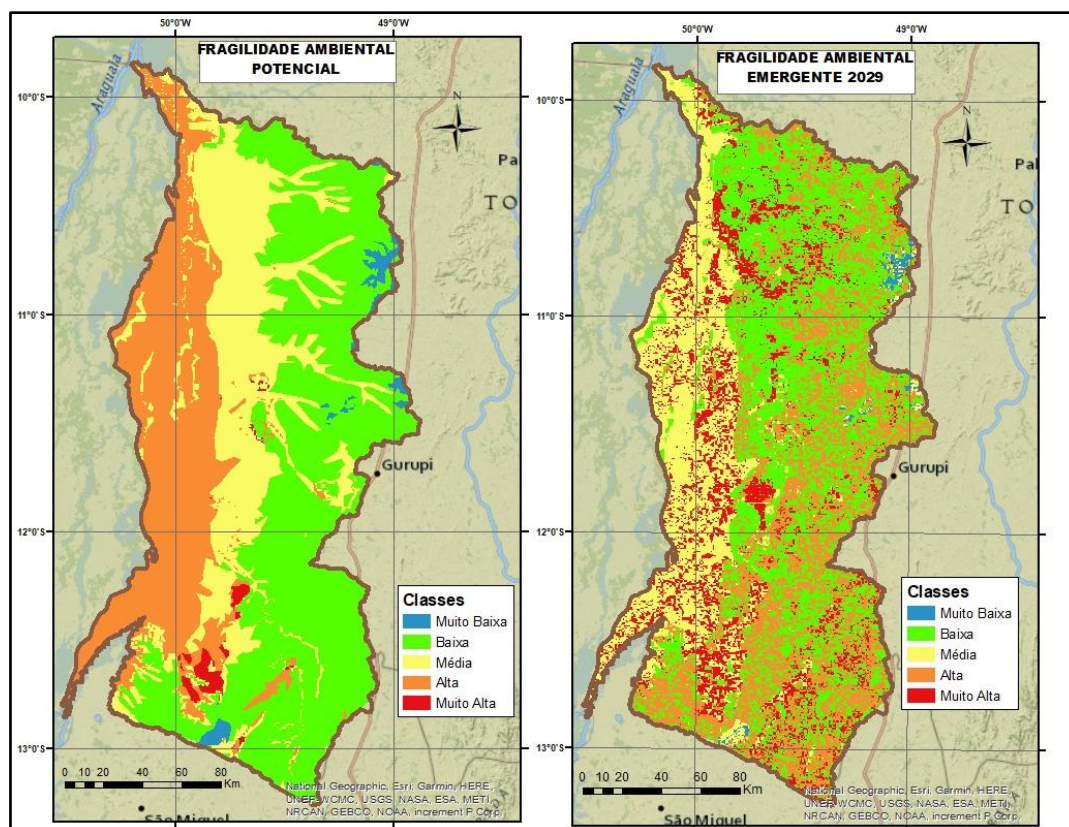 50°0'W
49°0'W
FRAGILIDADE AMBIENTAL
POTENCIAL
Araguaia
10°0'S
N
Pa
TO
11°0'S
Gurupi
12°0'S
Classes
Muito Baixa
Baixa
Média
Alta
Muito Alta
13°0'S
0 10 20 40 60 80
Km
National Geographic, Esri, Garmin, HERE,
UNEP-WCMC, USGS, NASA, ESA, METI,
NRCAN, GEBCO, NOAA, increment P Corp.
São Miguel
50°0'W
49°0'W
FRAGILIDADE AMBIENTAL
EMERGENTE 2029
Araguaia
10°0'S
N
Pal
TO
11°0'S
Gurupi
12°0'S
Classes
Muito Baixa
Baixa
Média
Alta
Muito Alta
13°0'S
0 10 20 40 60 80
Km
National Geographic, Esri, Garmin, HERE,
UNEP-WCMC, USGS, NASA, ESA, METI,
NRCAN, GEBCO, NOAA, increment P Corp.
São Miguel